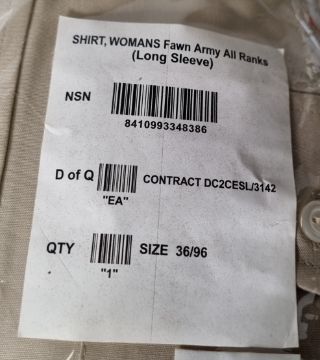 SHIRT, WOMANS Fawn Army All Ranks
(Long Sleeve)
NSN
8410993348386
D of Q CONTRACT DC2CESL/3142
"EA"
QTY SIZE 36/96
"1"